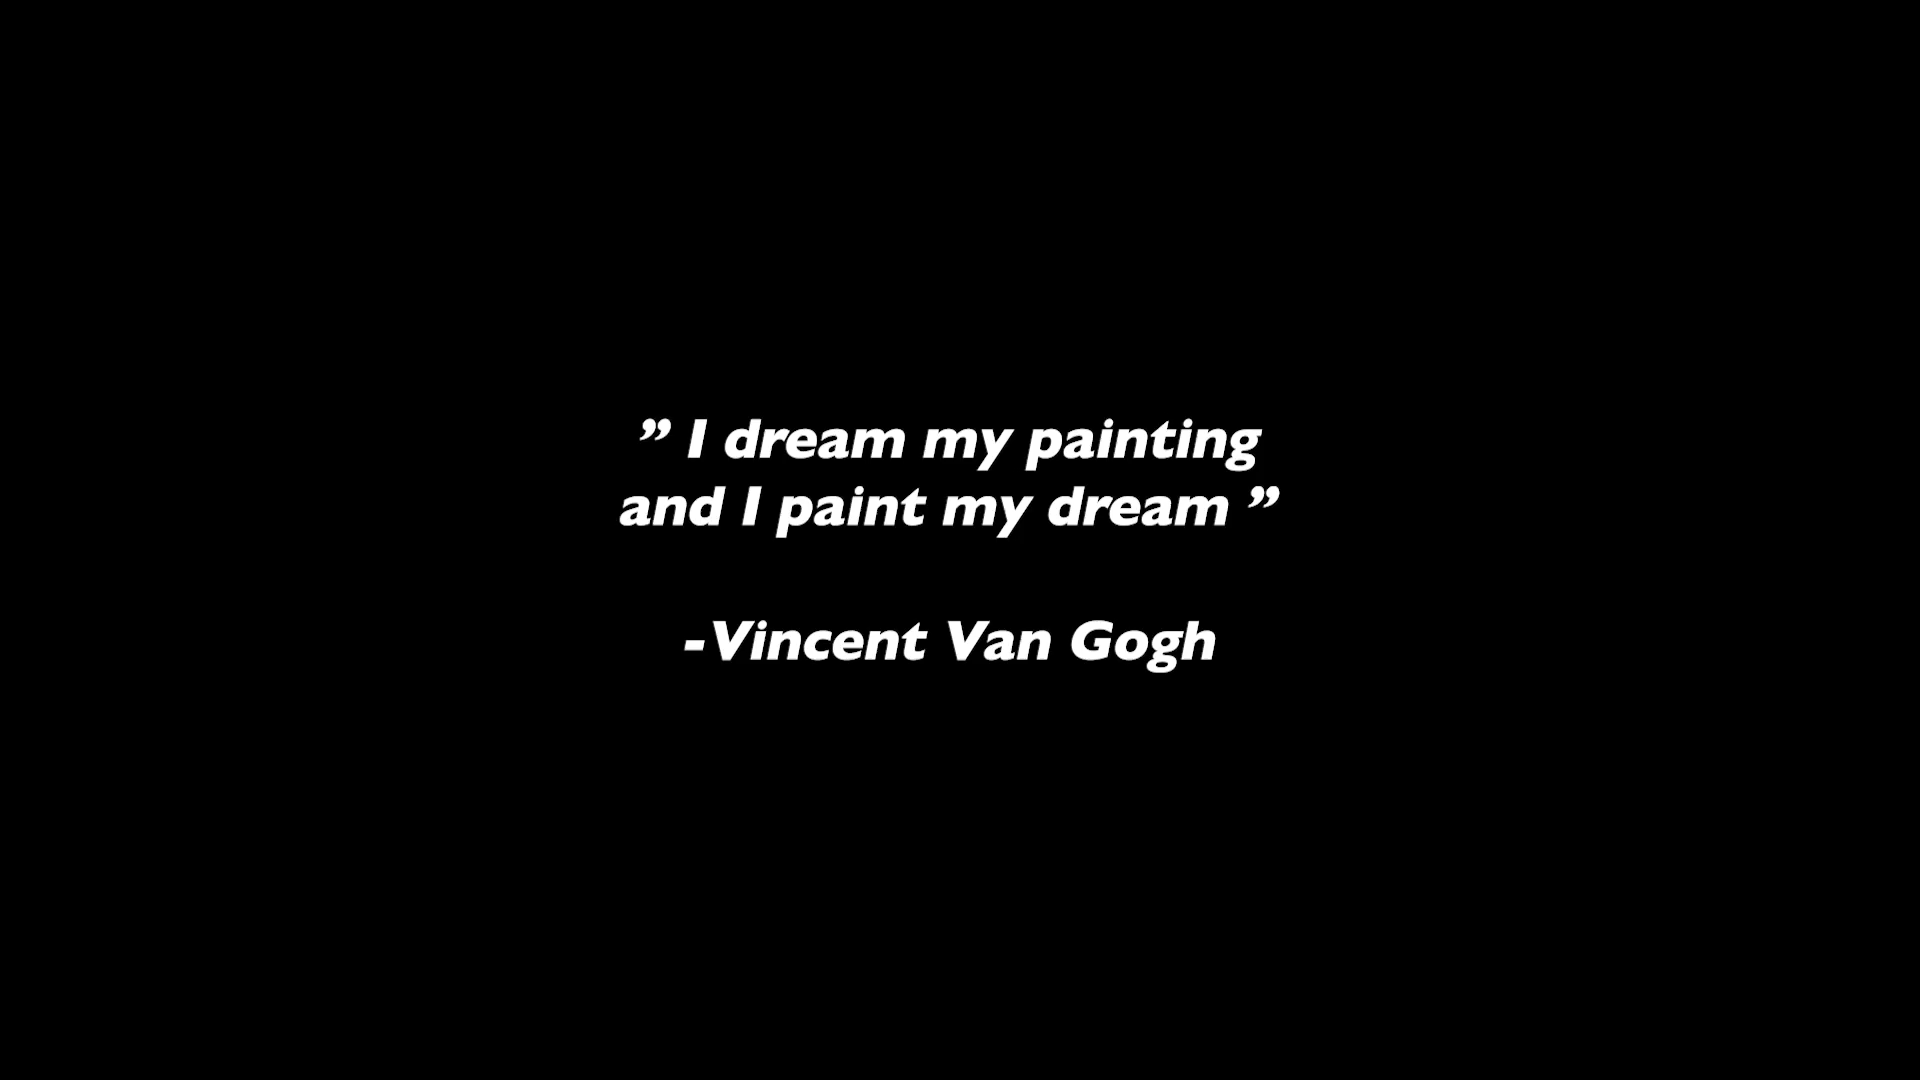 ” I dream my painting
and I paint my dream ”
-Vincent Van Gogh